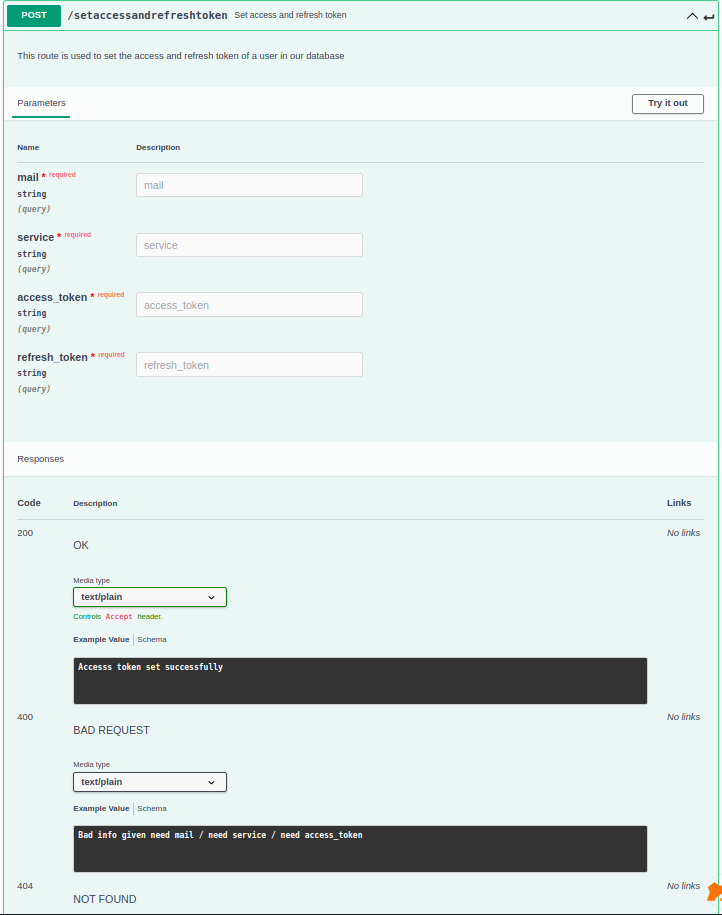 POST /setaccessandrefreshtoken Set access and refresh token
This route is used to set the access and refresh token of a user in our database
Parameters
Try it out
Name Description
mail * required
string
(query)
mail
service * required
string
(query)
service
access_token * required
string
(query)
access_token
refresh_token * required
string
(query)
refresh_token
Responses
Code Description Links
200 OK No links
Media type
text/plain
Controls Accept header.
Example Value Schema
Accesss token set successfully
400 BAD REQUEST No links
Media type
text/plain
Example Value Schema
Bad info given need mail / need service / need access_token
404 NOT FOUND No links